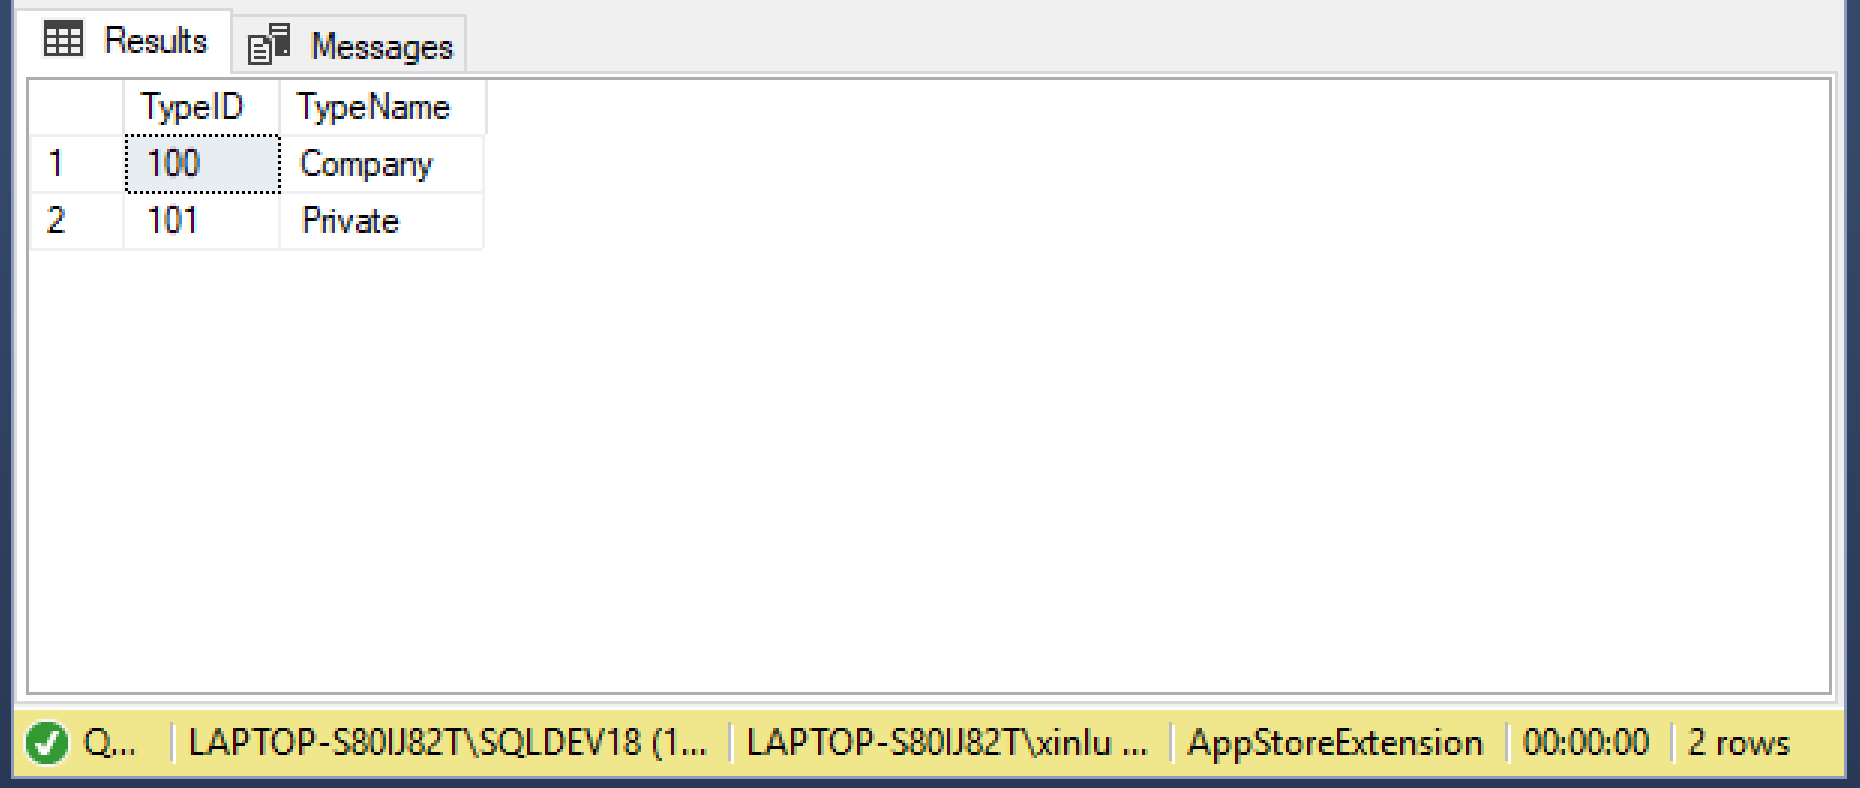 Results Messages
TypeID TypeName
1 100 Company
2 101 Private
Q... LAPTOP-S80IJ82T\SQLDEV18 (1... LAPTOP-S80IJ82T\xinlu ... AppStoreExtension 00:00:00 2 rows